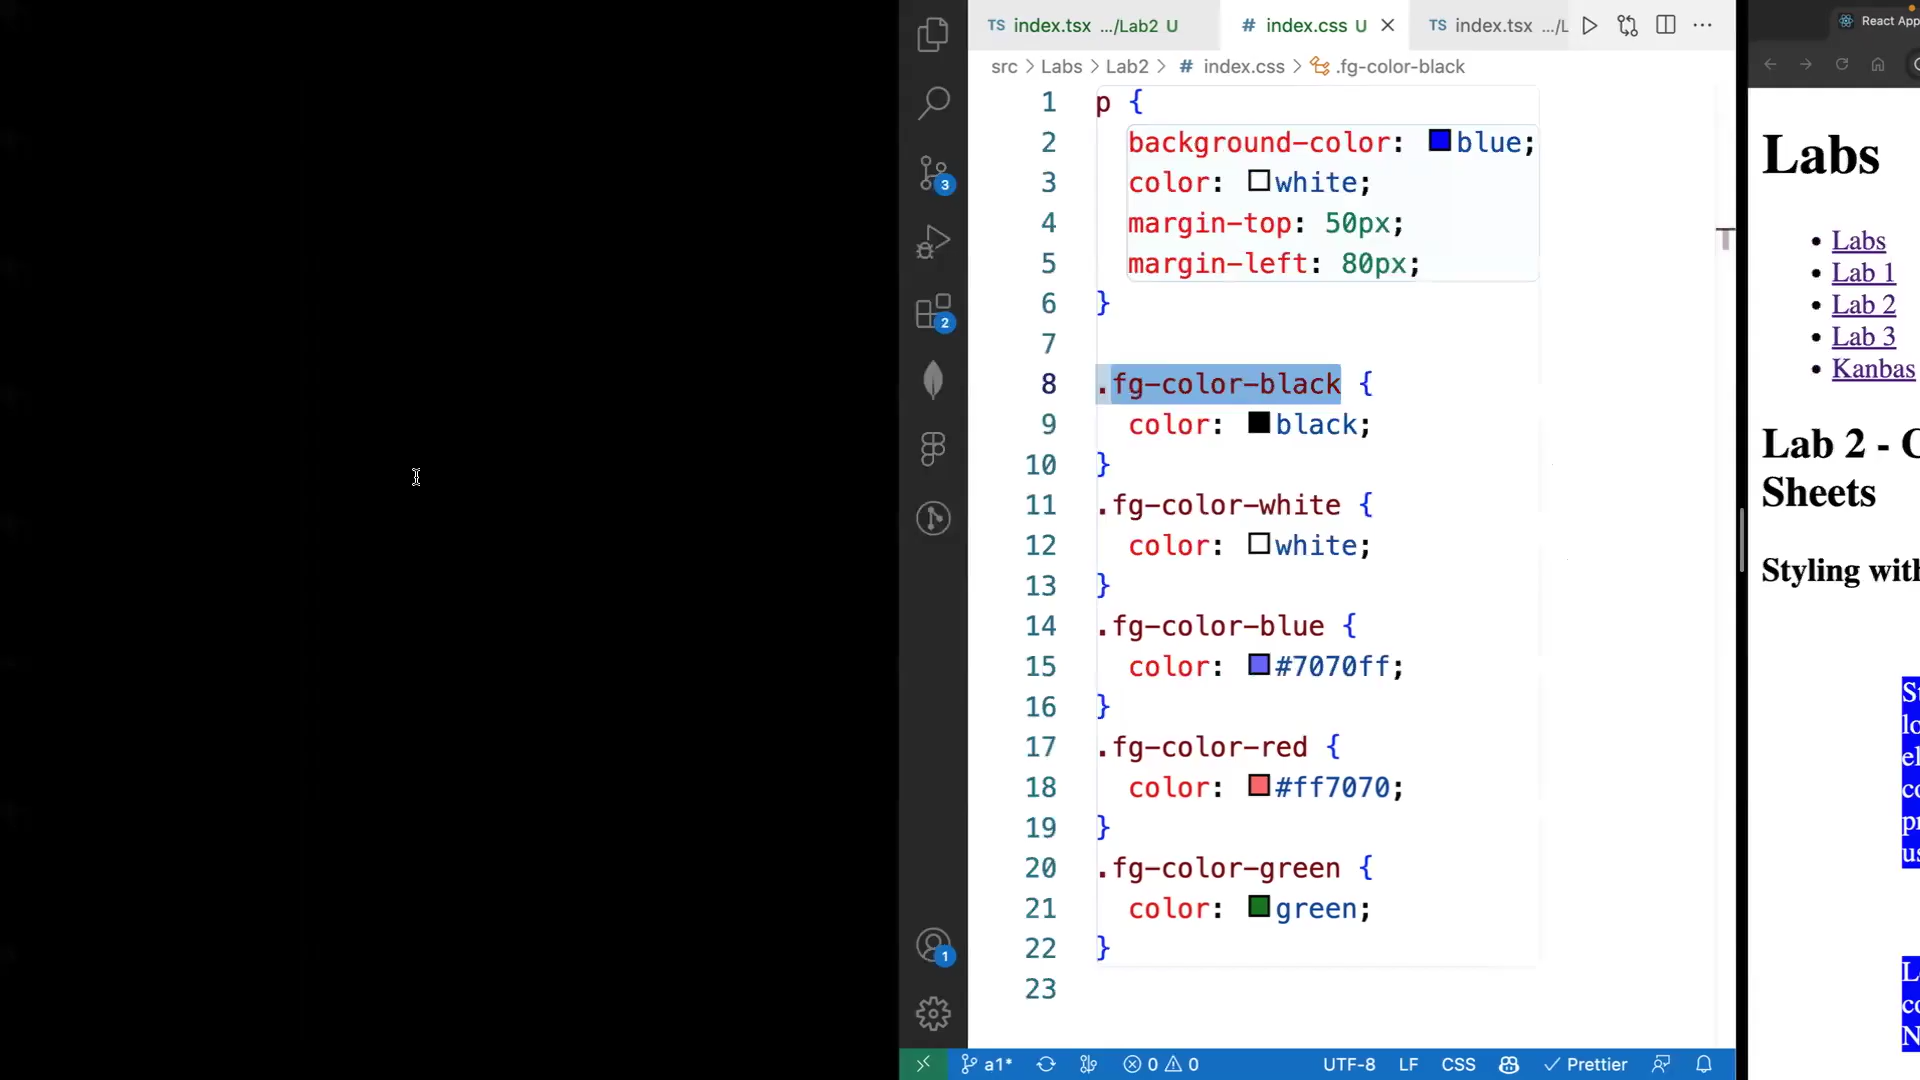 TS index.tsx .../Lab2 U
# index.css U
TS index.tsx .../L
src > Labs > Lab2 > # index.css > .fg-color-black
1 p {
2 background-color: blue;
3 color: white;
4 margin-top: 50px;
5 margin-left: 80px;
6 }
7
8 .fg-color-black {
9 color: black;
10 }
11 .fg-color-white {
12 color: white;
13 }
14 .fg-color-blue {
15 color: #7070ff;
16 }
17 .fg-color-red {
18 color: #ff7070;
19 }
20 .fg-color-green {
21 color: green;
22 }
23
3
2
1
a1*
0 0
UTF-8 LF CSS Prettier
React App
Labs
Labs
Lab 1
Lab 2
Lab 3
Kanbas
Lab 2 - C
Sheets
Styling with